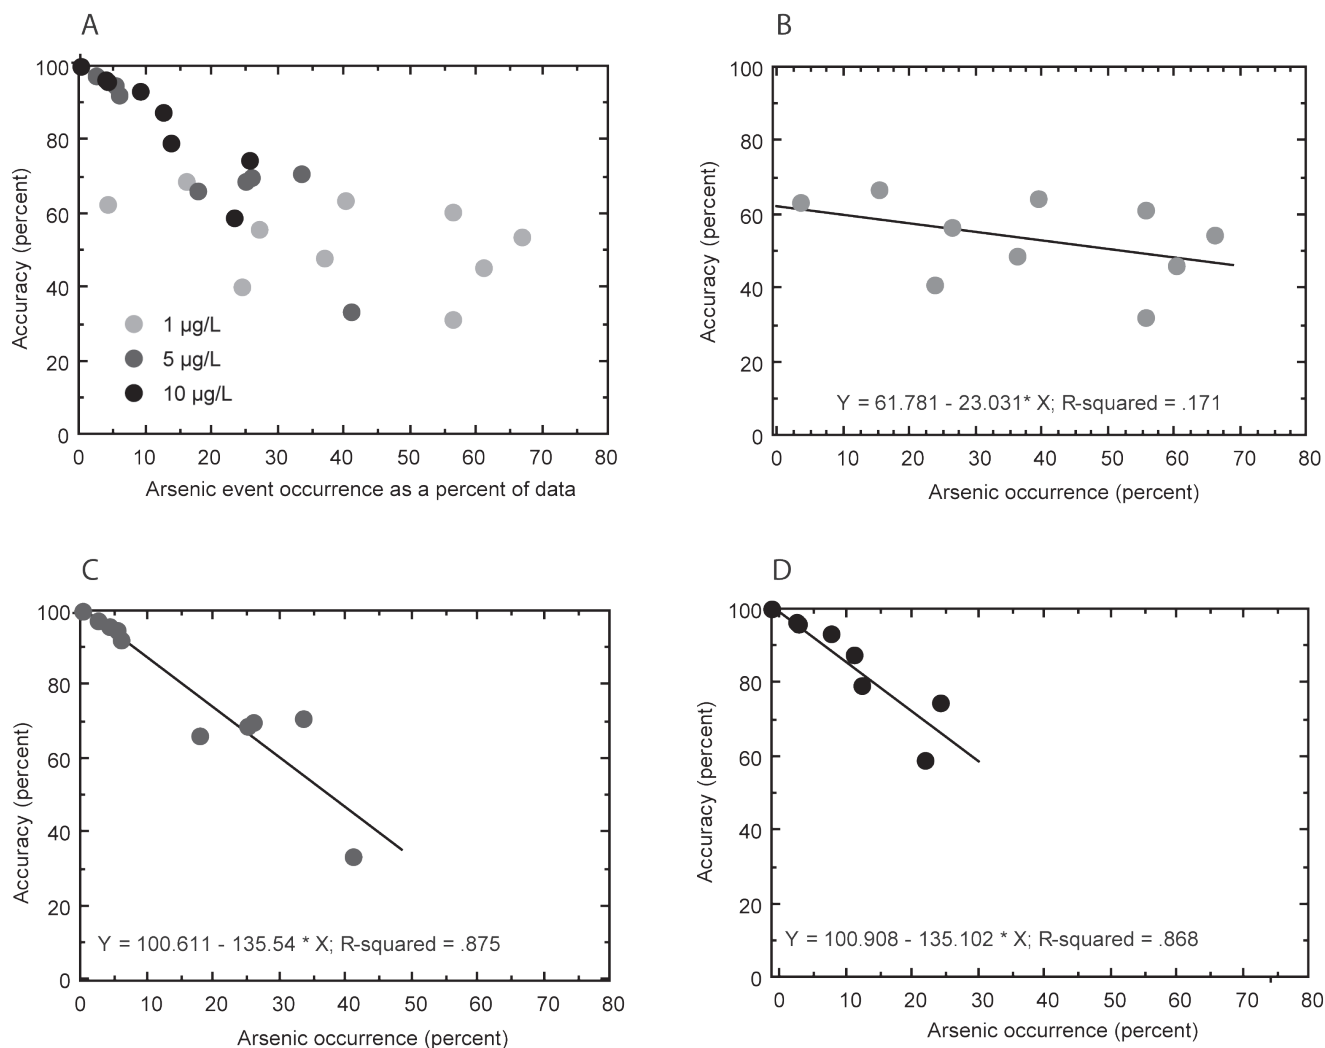 A
100
80
60
40
20
0
Accuracy (percent)
1 µg/L
5 µg/L
10 µg/L
0 10 20 30 40 50 60 70 80
Arsenic event occurrence as a percent of data
B
100
80
60
40
20
0
Accuracy (percent)
Y = 61.781 - 23.031* X; R-squared = .171
0 10 20 30 40 50 60 70 80
Arsenic occurrence (percent)
C
100
80
60
40
20
0
Accuracy (percent)
Y = 100.611 - 135.54 * X; R-squared = .875
0 10 20 30 40 50 60 70 80
Arsenic occurrence (percent)
D
100
80
60
40
20
0
Accuracy (percent)
Y = 100.908 - 135.102 * X; R-squared = .868
0 10 20 30 40 50 60 70 80
Arsenic occurrence (percent)